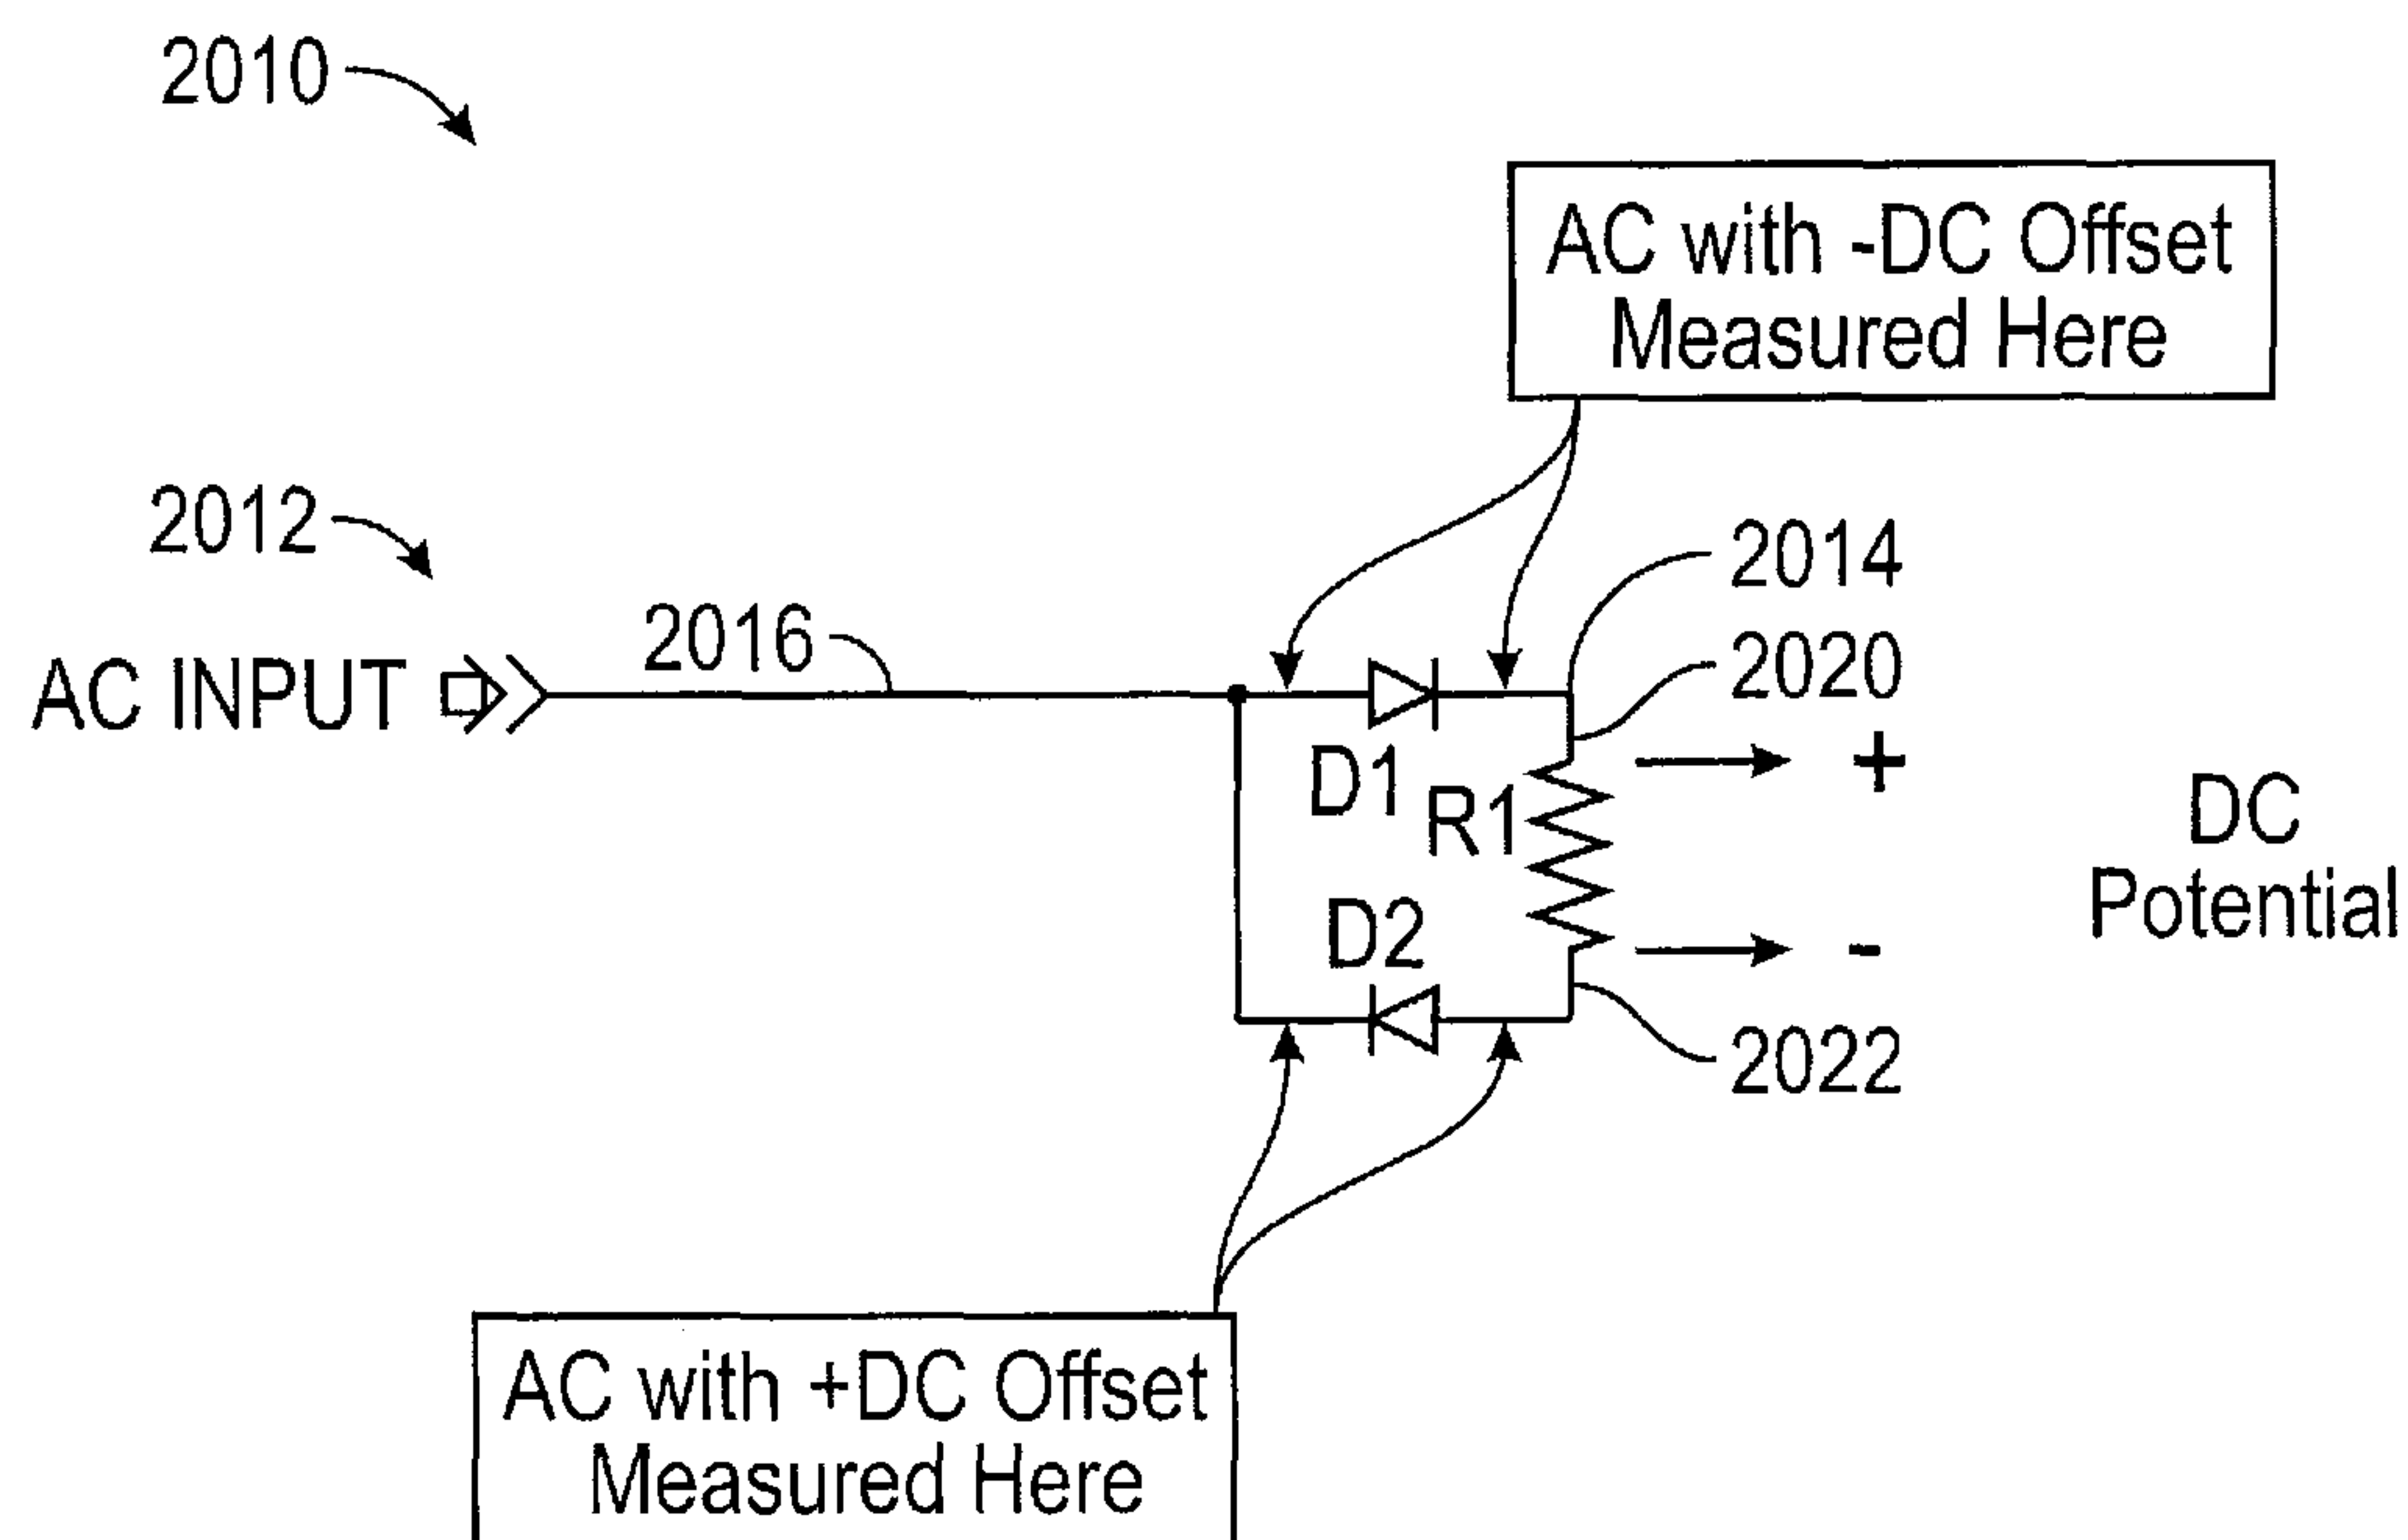 2010
AC with -DC Offset
Measured Here
2012
2014
2016
2020
AC INPUT
+
D1
R1
DC
Potential
D2
-
2022
AC with +DC Offset
Measured Here